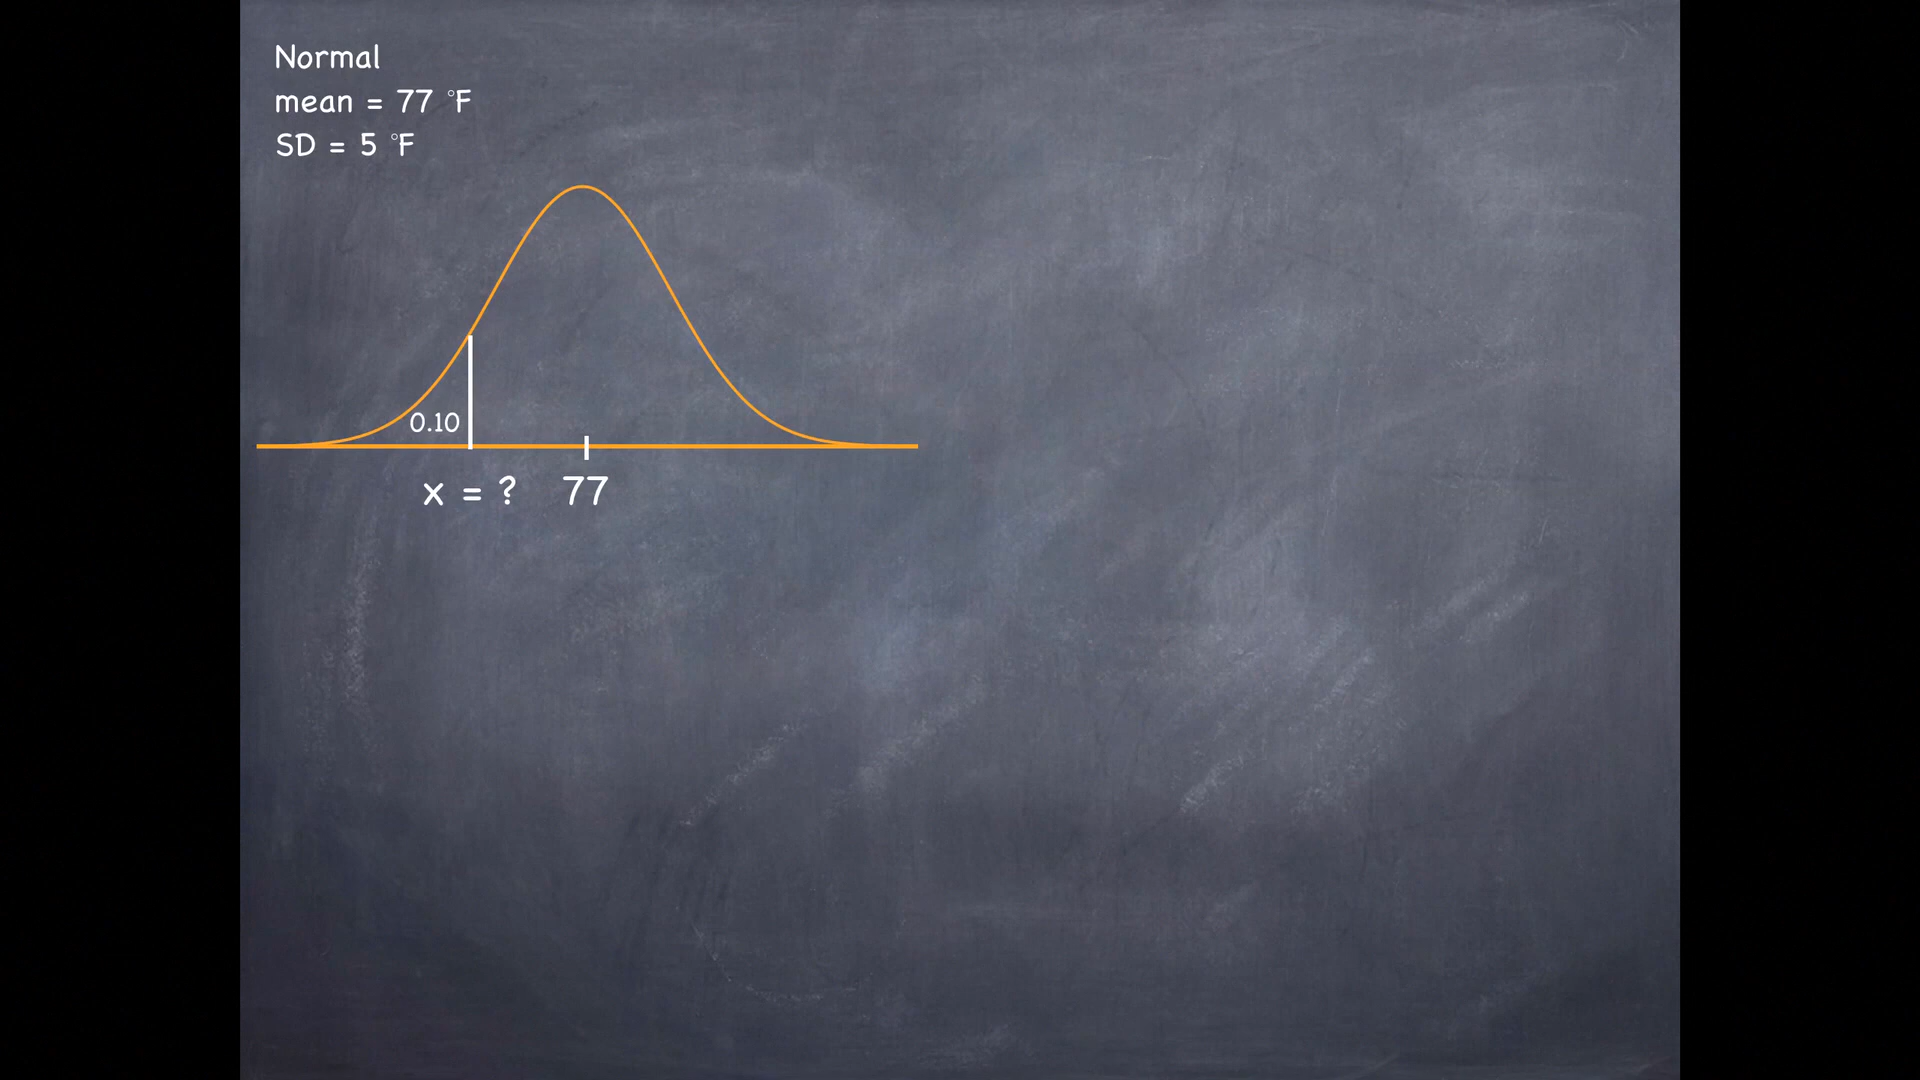 Normal
mean = 77 °F
SD = 5 °F
0.10
x = ? 77